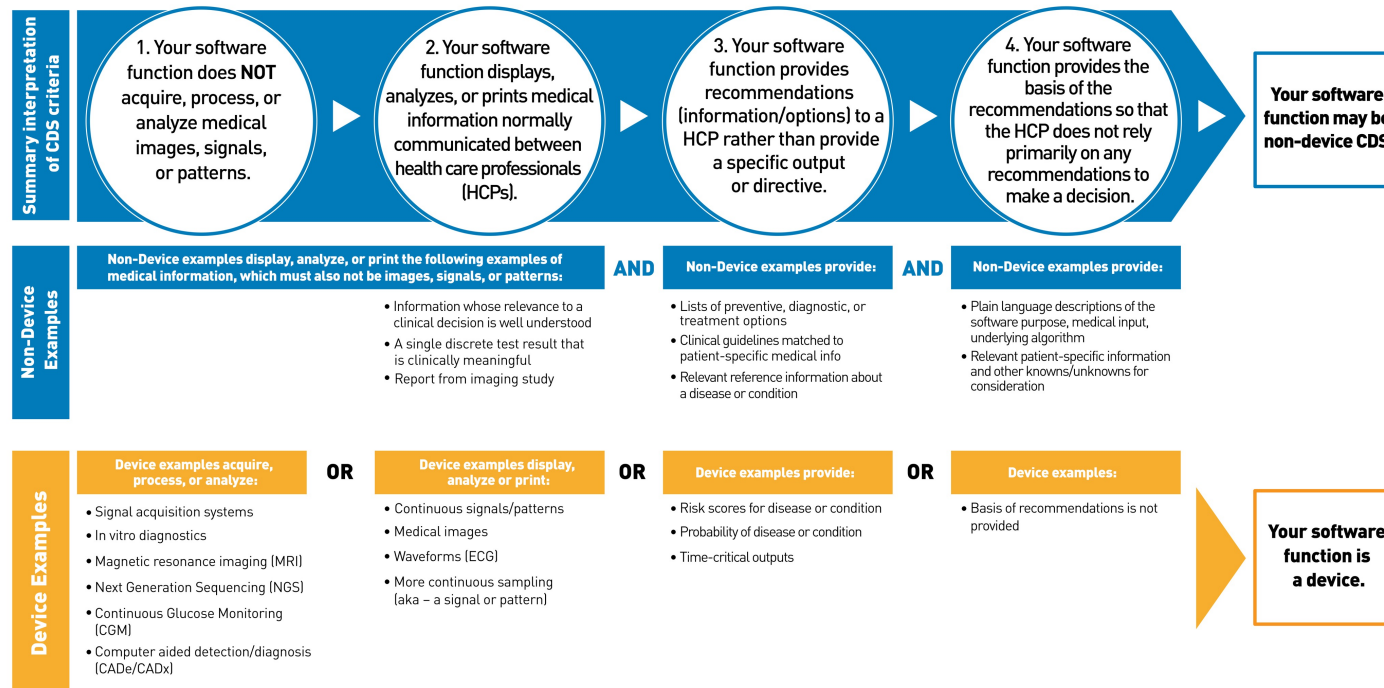 Summary interpretation
of CDS criteria
1. Your software
function does NOT
acquire, process, or
analyze medical
images, signals,
or patterns.
2. Your software
function displays,
analyzes, or prints medical
information normally
communicated between
health care professionals
(HCPs).
3. Your software
function provides
recommendations
(information/options) to a
HCP rather than provide
a specific output
or directive.
4. Your software
function provides the
basis of the
recommendations so that
the HCP does not rely
primarily on any
recommendations to
make a decision.
Your software
function may be
non-device CDS
Non-Device
Examples
Non-Device examples display, analyze, or print the following examples of
medical information, which must also not be images, signals, or patterns:
• Information whose relevance to a
clinical decision is well understood
• A single discrete test result that
is clinically meaningful
• Report from imaging study
AND
Non-Device examples provide:
• Lists of preventive, diagnostic, or
treatment options
• Clinical guidelines matched to
patient-specific medical info
• Relevant reference information about
a disease or condition
AND
Non-Device examples provide:
• Plain language descriptions of the
software purpose, medical input,
underlying algorithm
• Relevant patient-specific information
and other knowns/unknowns for
consideration
Device Examples
Device examples acquire,
process, or analyze:
• Signal acquisition systems
• In vitro diagnostics
• Magnetic resonance imaging (MRI)
• Next Generation Sequencing (NGS)
• Continuous Glucose Monitoring
(CGM)
• Computer aided detection/diagnosis
(CADe/CADx)
OR
Device examples display,
analyze or print:
• Continuous signals/patterns
• Medical images
• Waveforms (ECG)
• More continuous sampling
(aka – a signal or pattern)
OR
Device examples provide:
• Risk scores for disease or condition
• Probability of disease or condition
• Time-critical outputs
OR
Device examples:
• Basis of recommendations is not
provided
Your software
function is
a device.